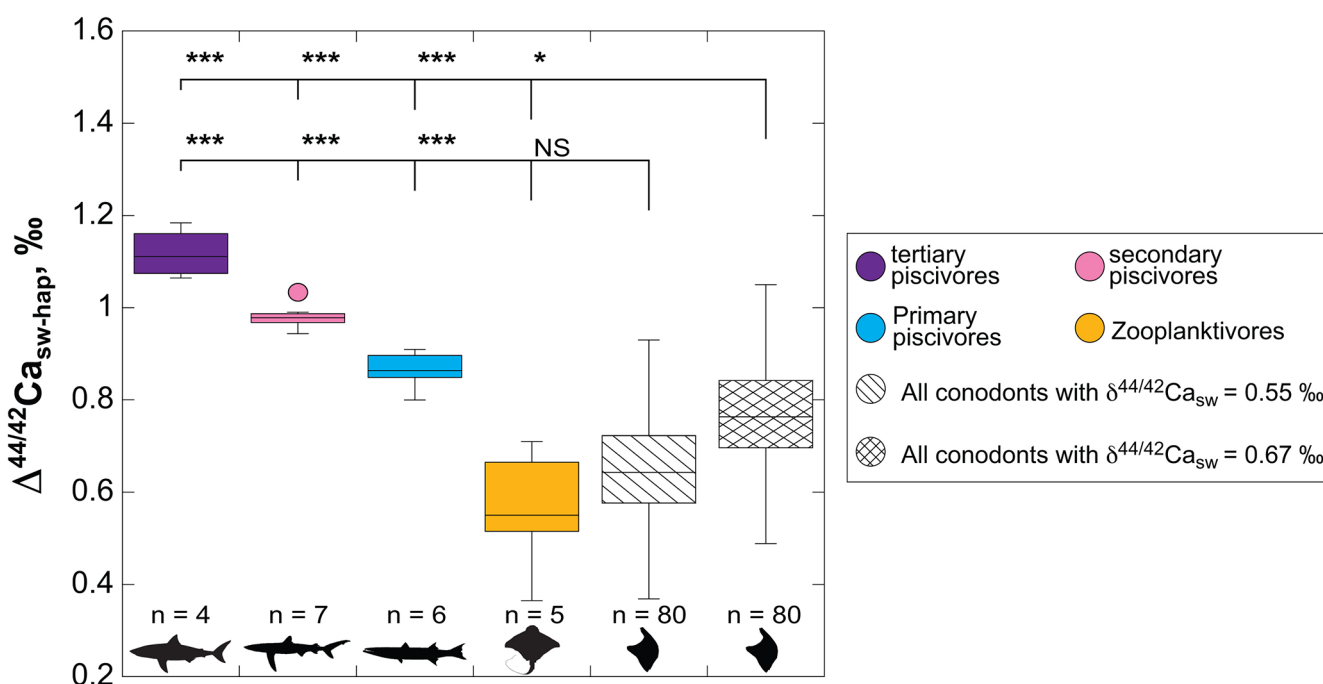 1.6
1.4
1.2
1
0.8
0.6
0.4
0.2
Δ44/42Casw-hap, ‰
*** *** *** *
*** *** *** NS
n = 4 n = 7 n = 6 n = 5 n = 80 n = 80
tertiary
piscivores
secondary
piscivores
Primary
piscivores
Zooplanktivores
All conodonts with δ44/42Casw = 0.55 ‰
All conodonts with δ44/42Casw = 0.67 ‰